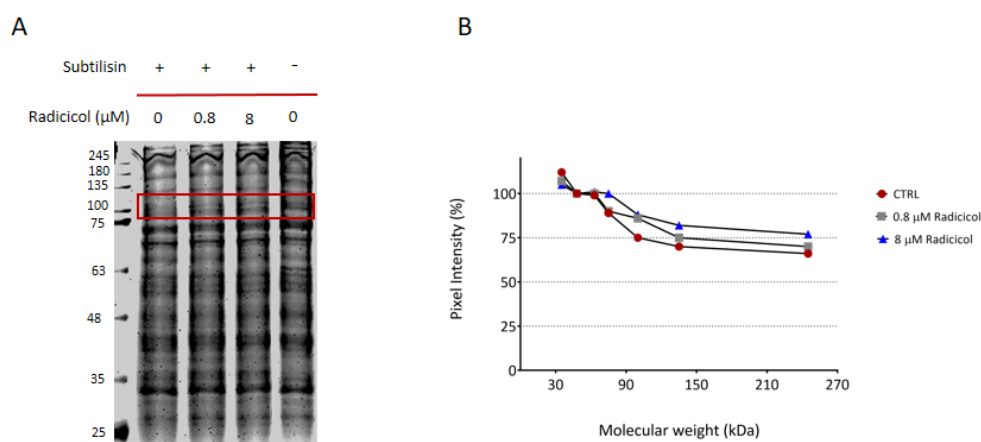 A
Subtilisin + + + -
Radicicol (μM) 0 0.8 8 0
245
180
135
100
75
63
48
35
25
B
Pixel Intensity (%)
100
75
50
25
0
30 90 150 210 270
Molecular weight (kDa)
CTRL
0.8 μM Radicicol
8 μM Radicicol